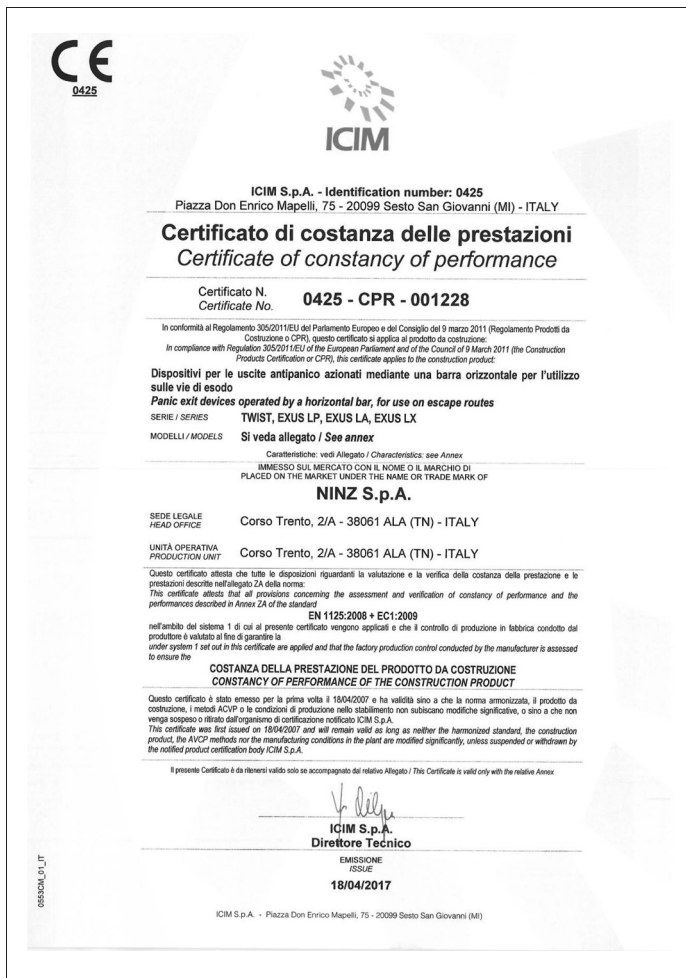 CE
0425
ICIM
ICIM S.p.A. - Identification number: 0425
Piazza Don Enrico Mapelli, 75 - 20099 Sesto San Giovanni (MI) - ITALY
Certificato di costanza delle prestazioni
Certificate of constancy of performance
Certificato N.
Certificate No.
0425 - CPR - 001228
In conformità al Regolamento 305/2011/EU del Parlamento Europeo e del Consiglio del 9 marzo 2011 (Regolamento Prodotti da
Costruzione o CPR), questo certificato si applica al prodotto da costruzione:
In compliance with Regulation 305/2011/EU of the European Parliament and of the Council of 9 March 2011 (the Construction
Products Certification or CPR), this certificate applies to the construction product:
Dispositivi per le uscite antipanico azionati mediante una barra orizzontale per l'utilizzo
sulle vie di esodo
Panic exit devices operated by a horizontal bar, for use on escape routes
SERIE / SERIES TWIST, EXUS LP, EXUS LA, EXUS LX
MODELLI / MODELS Si veda allegato / See annex
Caratteristiche: vedi Allegato / Characteristics: see Annex
IMMESSO SUL MERCATO CON IL NOME O IL MARCHIO DI
PLACED ON THE MARKET UNDER THE NAME OR TRADE MARK OF
NINZ S.p.A.
SEDE LEGALE
HEAD OFFICE
Corso Trento, 2/A - 38061 ALA (TN) - ITALY
UNITÀ OPERATIVA
PRODUCTION UNIT
Corso Trento, 2/A - 38061 ALA (TN) - ITALY
Questo certificato attesta che tutte le disposizioni riguardanti la valutazione e la verifica della costanza della prestazione e le
prestazioni descritte nell'allegato ZA della norma:
This certificate attests that all provisions concerning the assessment and verification of constancy of performance and the
performances described in Annex ZA of the standard
EN 1125:2008 + EC1:2009
nell'ambito del sistema 1 di cui al presente certificato vengono applicati e che il controllo di produzione in fabbrica condotto dal
produttore è valutato al fine di garantire la
under system 1 set out in this certificate are applied and that the factory production control conducted by the manufacturer is assessed
to ensure the
COSTANZA DELLA PRESTAZIONE DEL PRODOTTO DA COSTRUZIONE
CONSTANCY OF PERFORMANCE OF THE CONSTRUCTION PRODUCT
Questo certificato è stato emesso per la prima volta il 18/04/2007 e ha validità sino a che la norma armonizzata, il prodotto da
costruzione, i metodi ACVP o le condizioni di produzione nello stabilimento non subiscano modifiche significative, o sino a che non
venga sospeso o ritirato dall'organismo di certificazione notificato ICIM S.p.A.
This certificate was first issued on 18/04/2007 and will remain valid as long as neither the harmonized standard, the construction
product, the AVCP methods nor the manufacturing conditions in the plant are modified significantly, unless suspended or withdrawn by
the notified product certification body ICIM S.p.A.
Il presente Certificato è da ritenersi valido solo se accompagnato dal relativo Allegato / This Certificate is valid only with the relative Annex
ICIM S.p.A.
Direttore Tecnico
EMISSIONE
ISSUE
18/04/2017
0553CM_01_IT
ICIM S.p.A. - Piazza Don Enrico Mapelli, 75 - 20099 Sesto San Giovanni (MI)